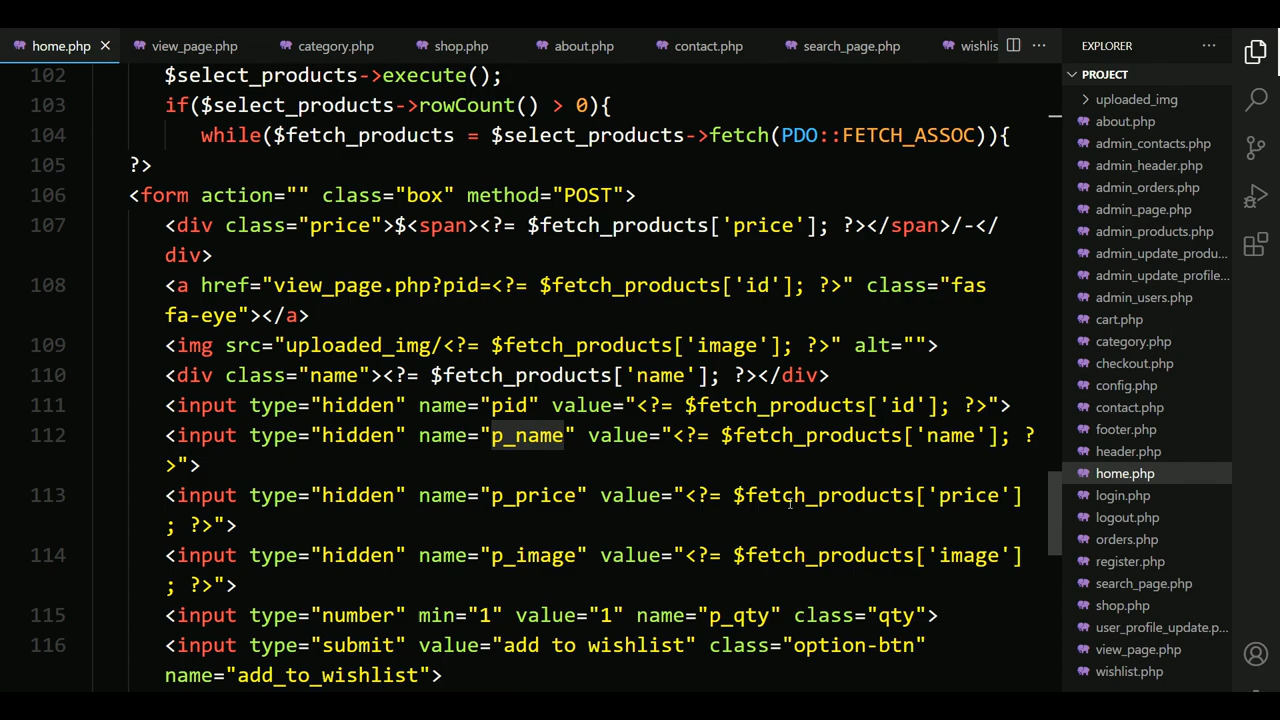 home.php
view_page.php
category.php
shop.php
about.php
contact.php
search_page.php
wishlis
EXPLORER
102 $select_products->execute();
103 if($select_products->rowCount() > 0){
104 while($fetch_products = $select_products->fetch(PDO::FETCH_ASSOC)){
105 ?>
106 <form action="" class="box" method="POST">
107 <div class="price">$<span><?= $fetch_products['price']; ?></span>/-</
div>
108 <a href="view_page.php?pid=<?= $fetch_products['id']; ?>" class="fas
fa-eye"></a>
109 <img src="uploaded_img/<?= $fetch_products['image']; ?>" alt="">
110 <div class="name"><?= $fetch_products['name']; ?></div>
111 <input type="hidden" name="pid" value="<?= $fetch_products['id']; ?>">
112 <input type="hidden" name="p_name" value="<?= $fetch_products['name']; ?
>">
113 <input type="hidden" name="p_price" value="<?= $fetch_products['price']
; ?>">
114 <input type="hidden" name="p_image" value="<?= $fetch_products['image']
; ?>">
115 <input type="number" min="1" value="1" name="p_qty" class="qty">
116 <input type="submit" value="add to wishlist" class="option-btn"
name="add_to_wishlist">
PROJECT
uploaded_img
about.php
admin_contacts.php
admin_header.php
admin_orders.php
admin_page.php
admin_products.php
admin_update_produ...
admin_update_profile...
admin_users.php
cart.php
category.php
checkout.php
config.php
contact.php
footer.php
header.php
home.php
login.php
logout.php
orders.php
register.php
search_page.php
shop.php
user_profile_update.p...
view_page.php
wishlist.php